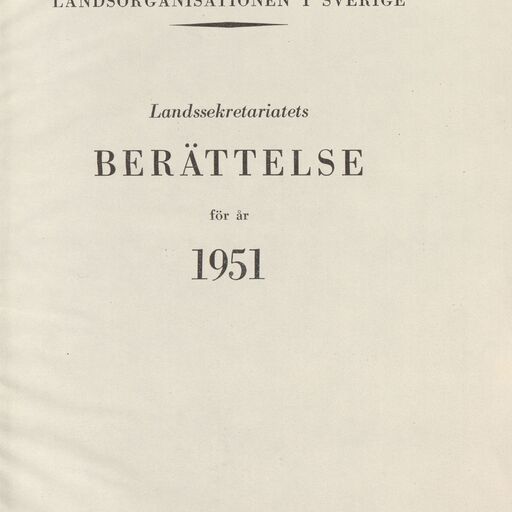 LANDSORGANISATIONEN I SVERIGE
Landssekretariatets
BERÄTTELSE
för år
1951